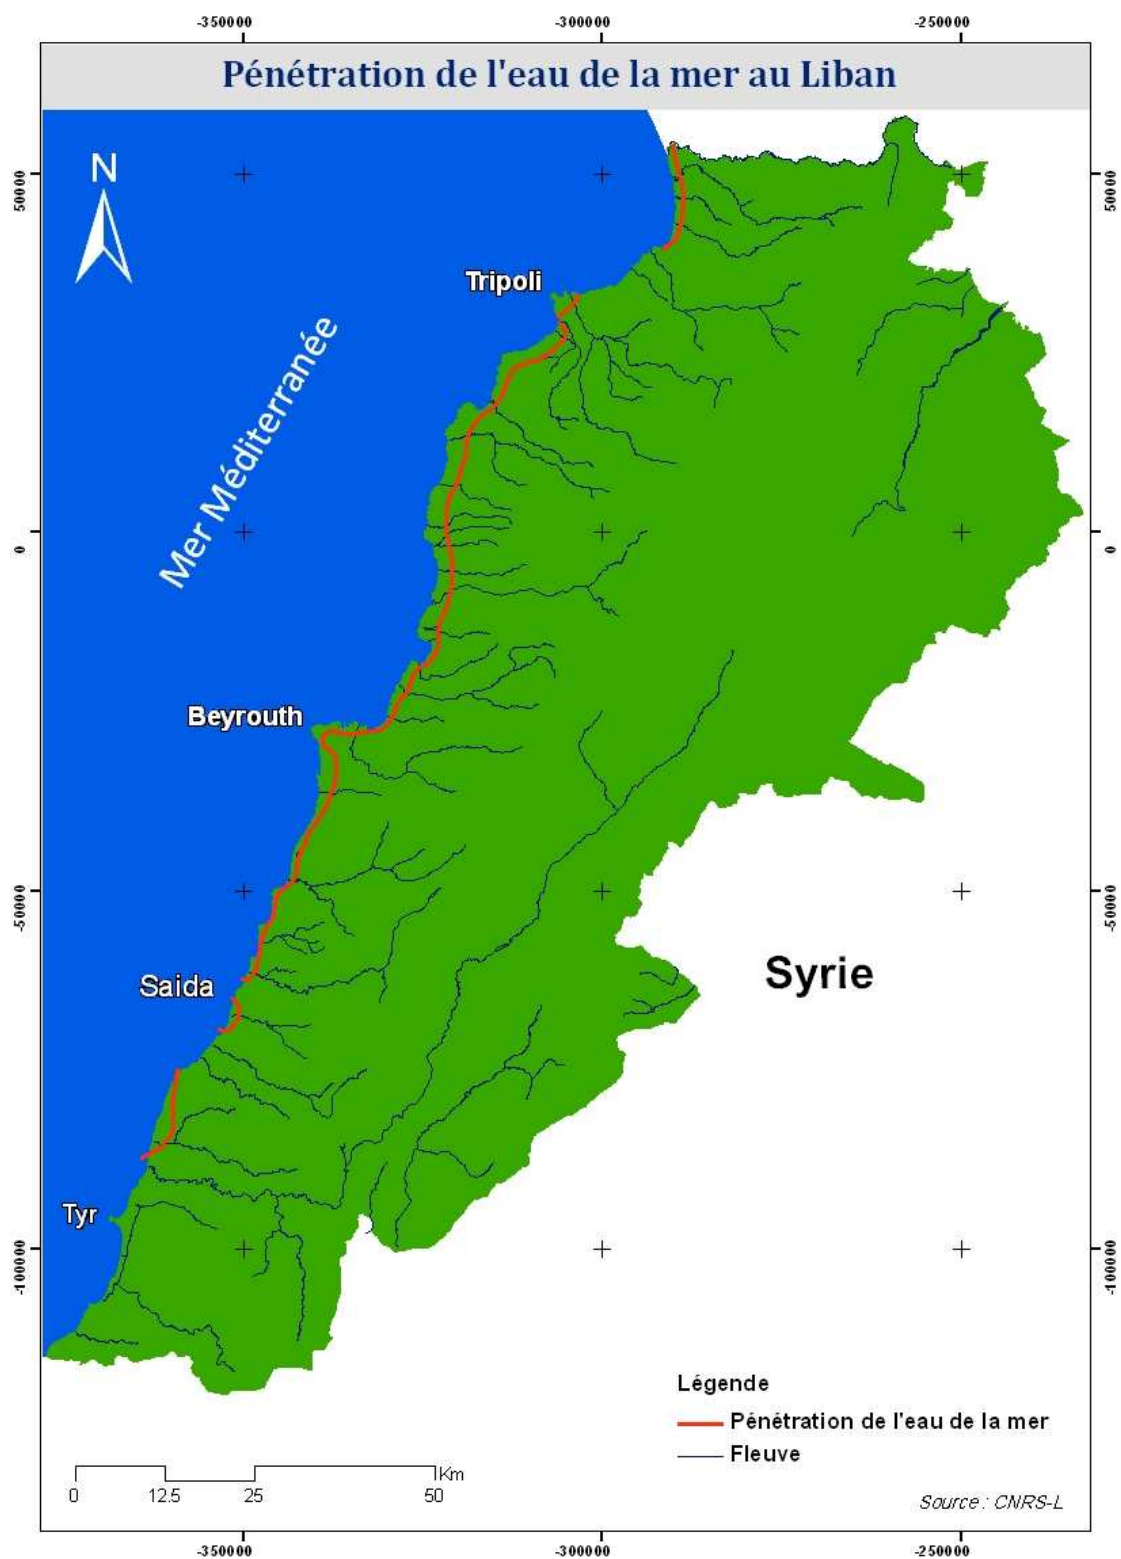 -350000 -300000 -250000
Pénétration de l'eau de la mer au Liban
N
50000 50000
Tripoli
Mer Méditerranée
0 0
Beyrouth
-50000 -50000
Syrie
Saida
Tyr
-100000 -100000
Légende
Pénétration de l'eau de la mer
Fleuve
Km
0 12.5 25 50
Source : CNRS-L
-350000 -300000 -250000